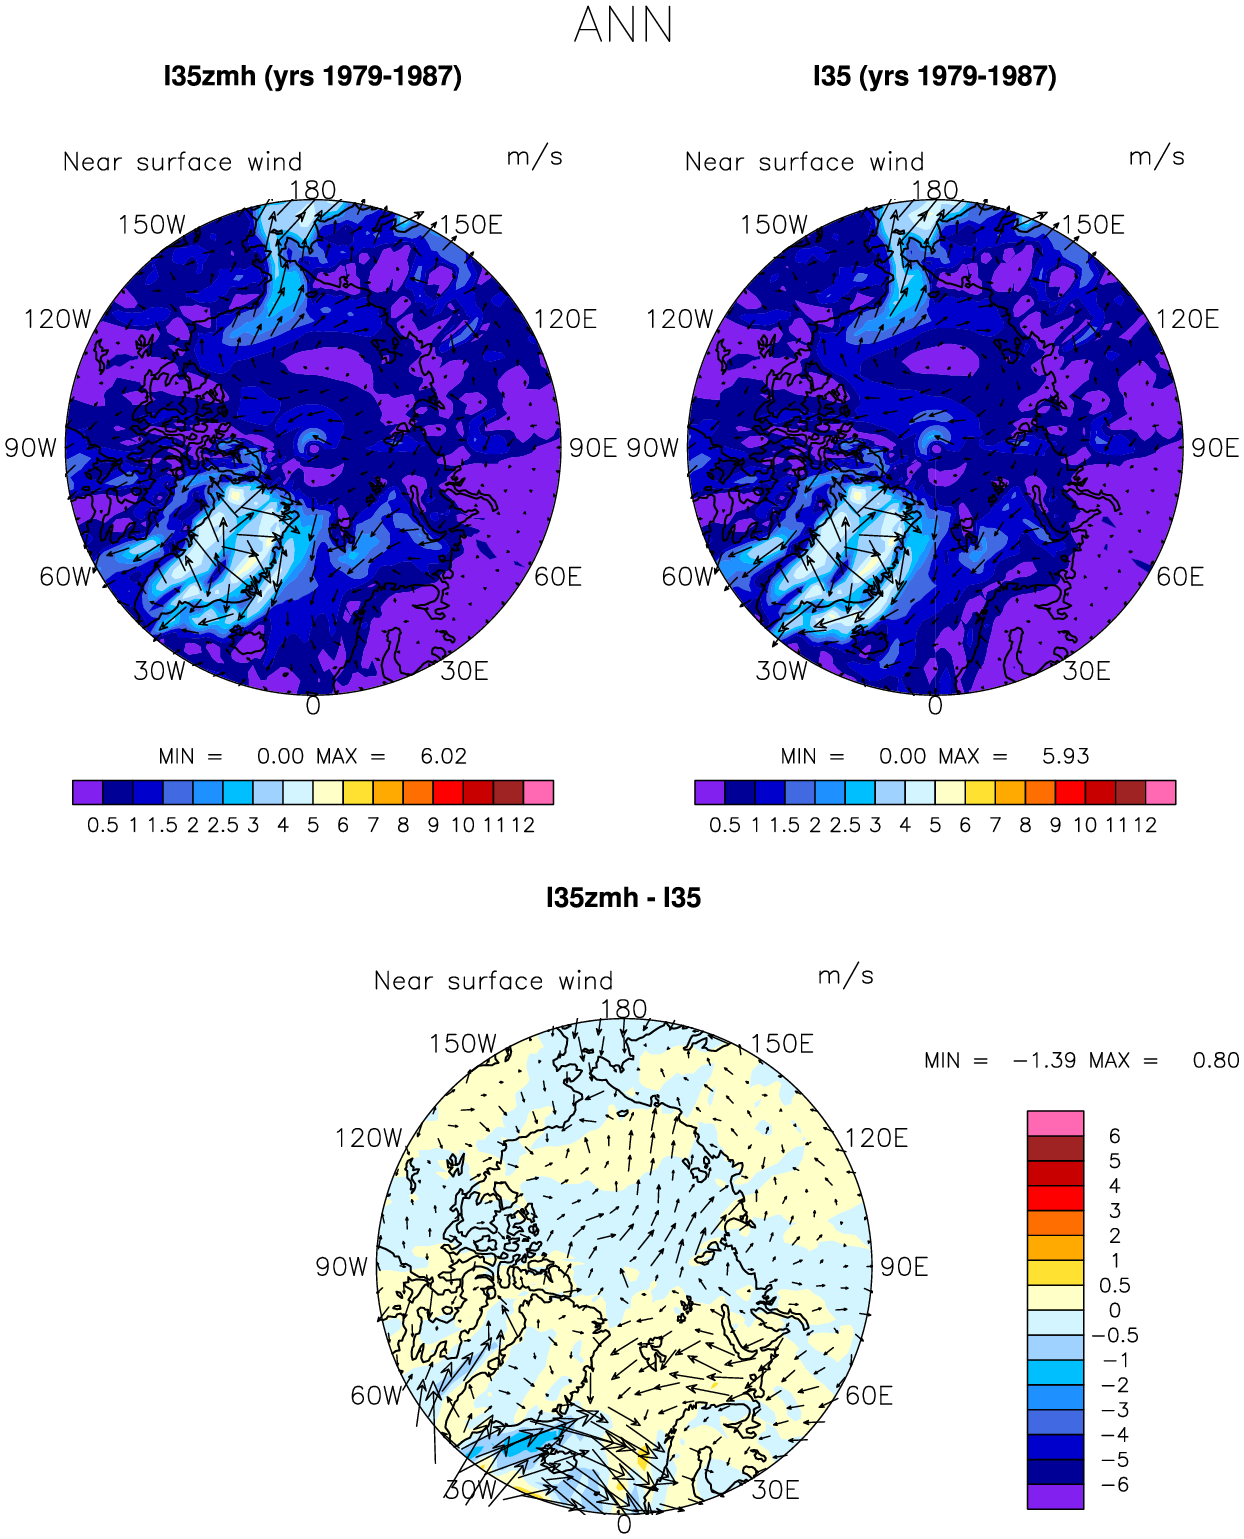 ANN
I35zmh (yrs 1979-1987)
I35 (yrs 1979-1987)
Near surface wind m/s
180
150W 150E
120W 120E
90W 90E
60W 60E
30W 30E
0
MIN = 0.00 MAX = 6.02
0.5 1 1.5 2 2.5 3 4 5 6 7 8 9 10 11 12
Near surface wind m/s
180
150W 150E
120W 120E
90W 90E
60W 60E
30W 30E
0
MIN = 0.00 MAX = 5.93
0.5 1 1.5 2 2.5 3 4 5 6 7 8 9 10 11 12
I35zmh - I35
Near surface wind m/s
180
150W 150E
120W 120E
90W 90E
60W 60E
30W 30E
0
MIN = −1.39 MAX = 0.80
6
5
4
3
2
1
0.5
0
−0.5
−1
−2
−3
−4
−5
−6